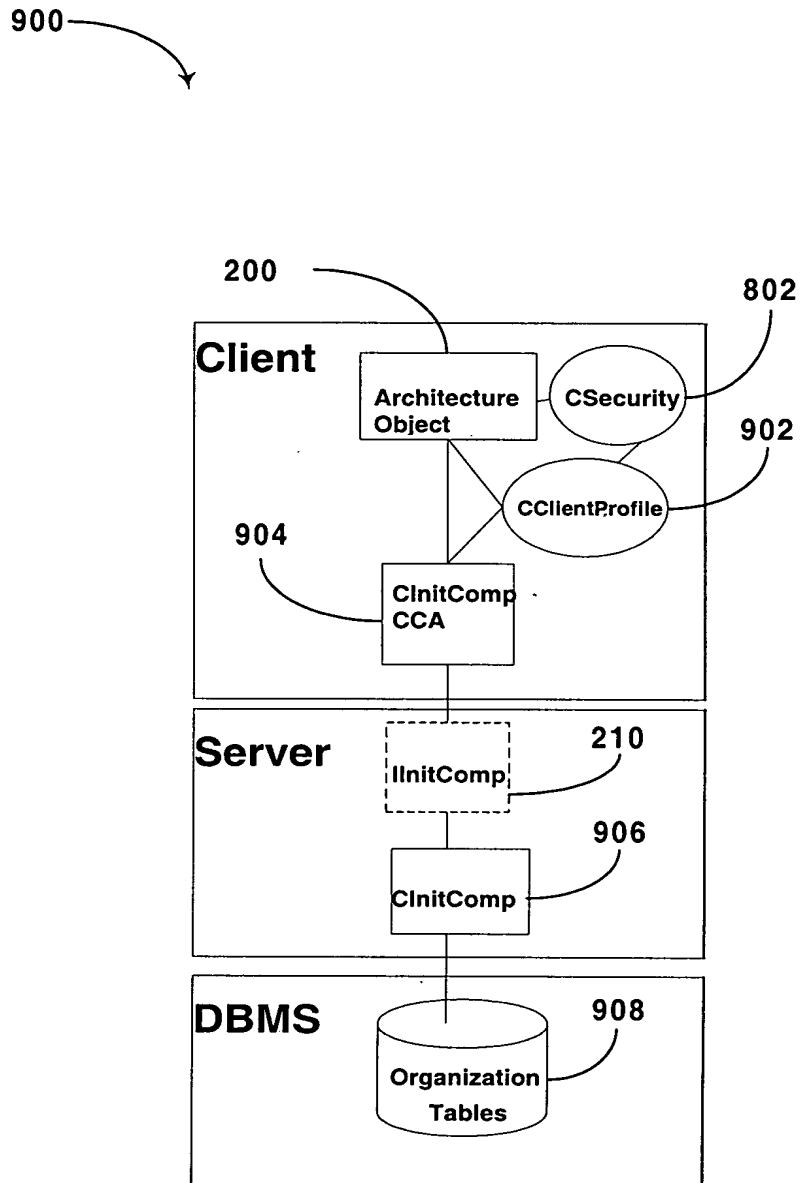 900
200
802
Client
Architecture
Object
CSecurity
902
CClientProfile
904
CInitComp
CCA
Server
210
IInitComp
906
CInitComp
DBMS
908
Organization
Tables